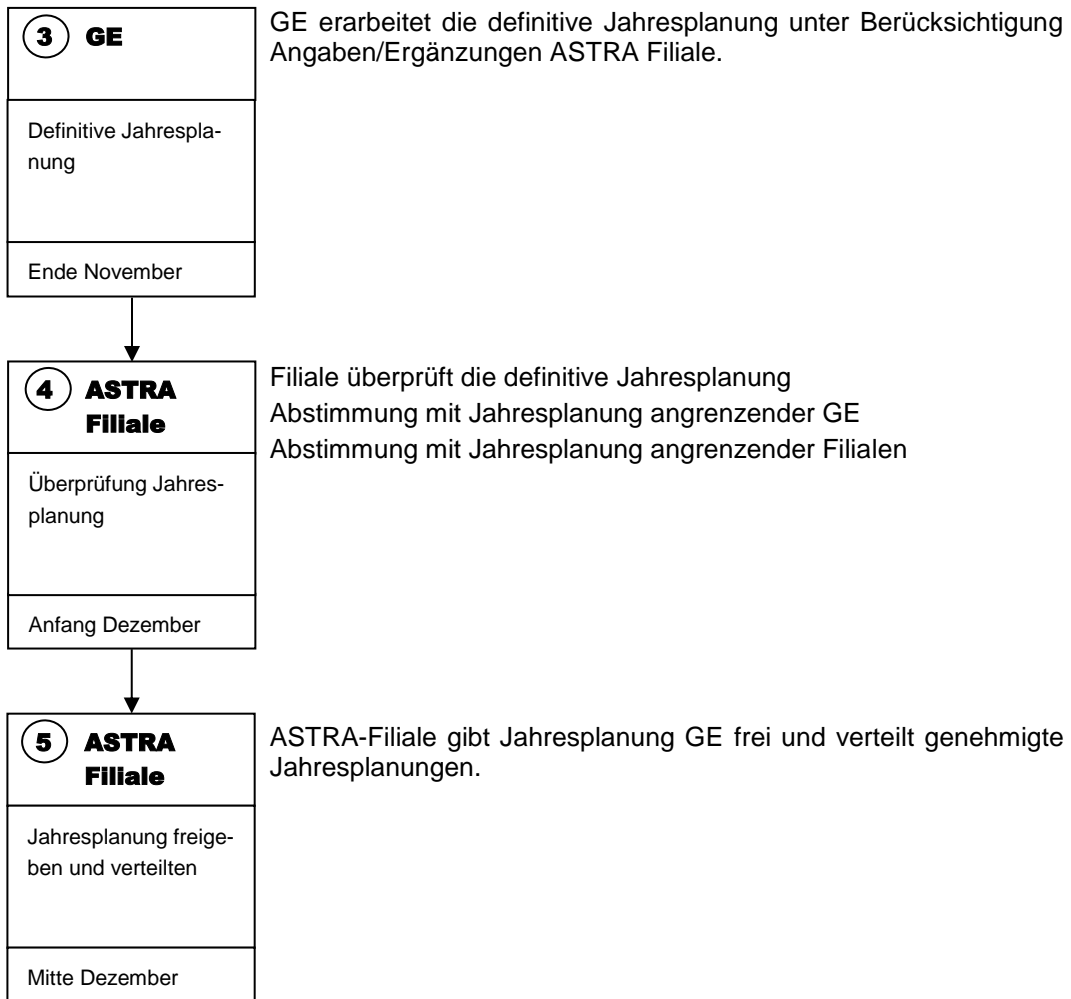 3 GE
GE erarbeitet die definitive Jahresplanung unter Berücksichtigung
Angaben/Ergänzungen ASTRA Filiale.
Definitive Jahrespla-
nung
Ende November
4 ASTRA
Filiale
Filiale überprüft die definitive Jahresplanung
Abstimmung mit Jahresplanung angrenzender GE
Abstimmung mit Jahresplanung angrenzender Filialen
Überprüfung Jahres-
planung
Anfang Dezember
5 ASTRA
Filiale
ASTRA-Filiale gibt Jahresplanung GE frei und verteilt genehmigte
Jahresplanungen.
Jahresplanung freige-
ben und verteilten
Mitte Dezember